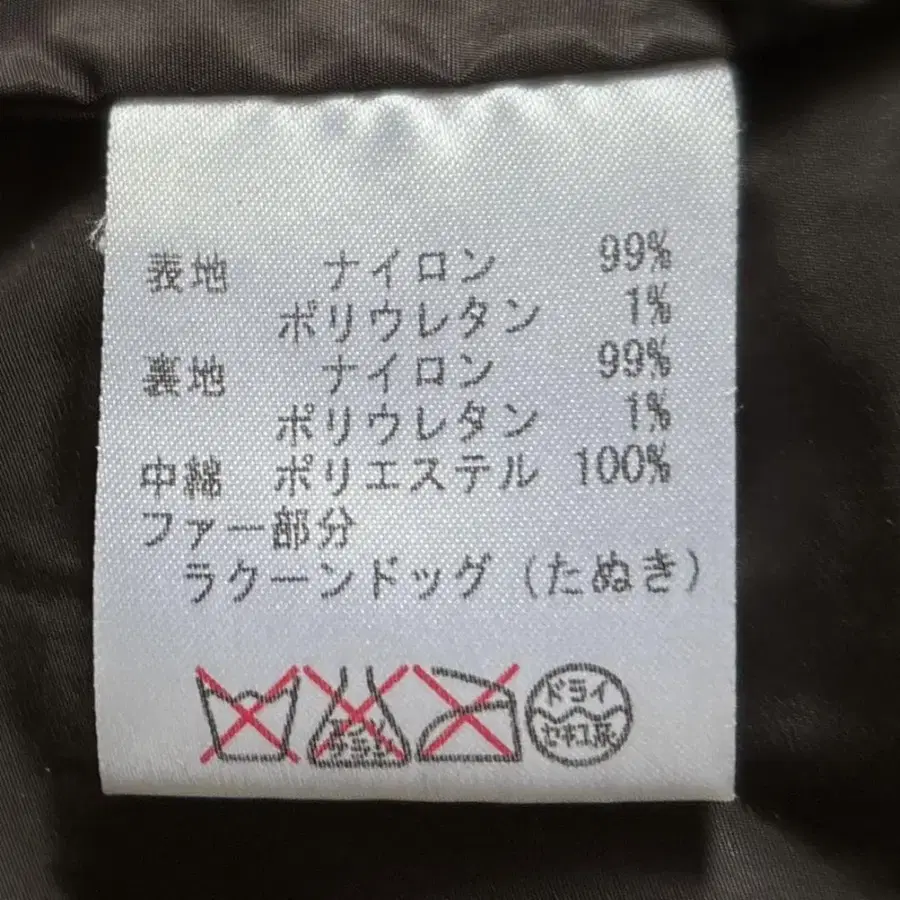 表地 ナイロン 99%
ポリウレタン 1%
裏地 ナイロン 99%
ポリウレタン 1%
中綿 ポリエステル 100%
ファー部分
ラクーンドッグ (たぬき)
ドライ
セキユ系